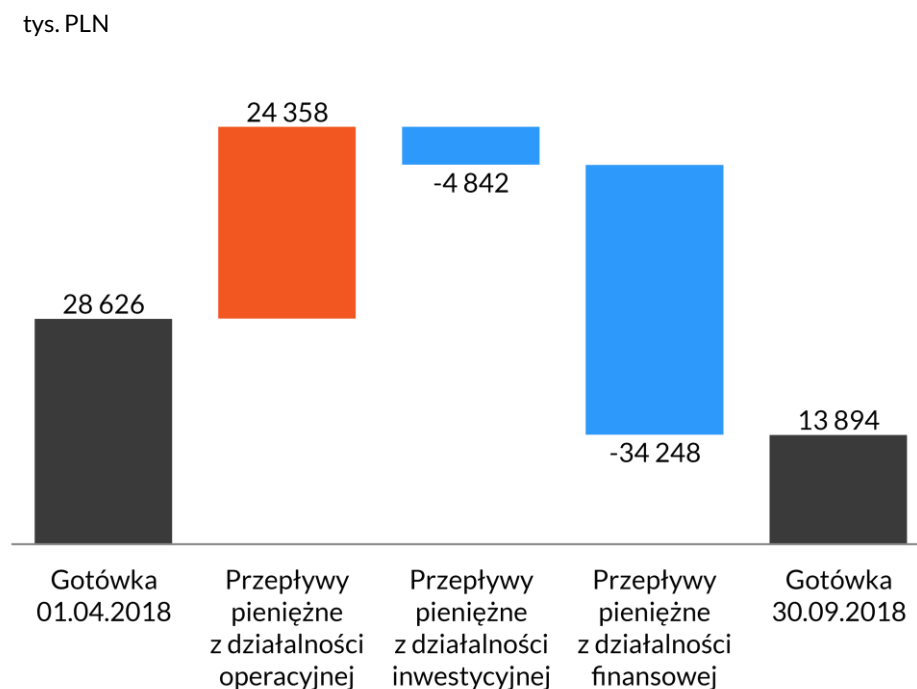 tys. PLN
24 358
-4 842
28 626
13 894
-34 248
Gotówka
01.04.2018
Przepływy
pieniężne
z działalności
operacyjnej
Przepływy
pieniężne
z działalności
inwestycyjnej
Przepływy
pieniężne
z działalności
finansowej
Gotówka
30.09.2018